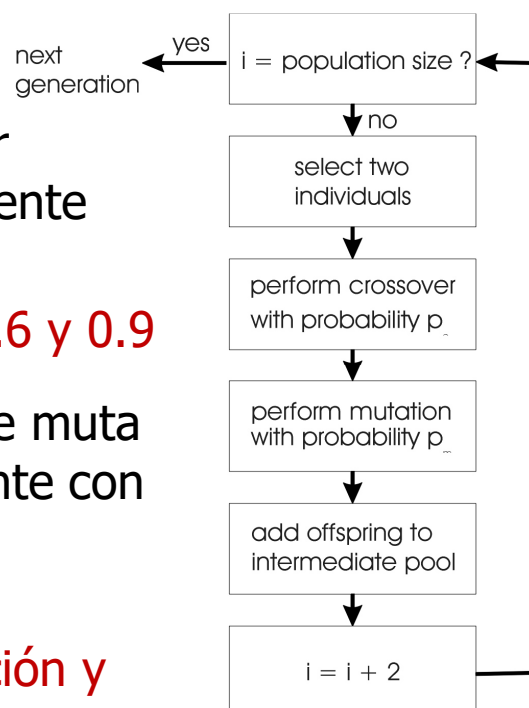 next
generation
yes
i = population size ?
no
select two
individuals
perform crossover
with probability p
perform mutation
with probability p m
add offspring to
intermediate pool
i = i + 2
r
ente
.6 y 0.9
e muta
nte con
ción y